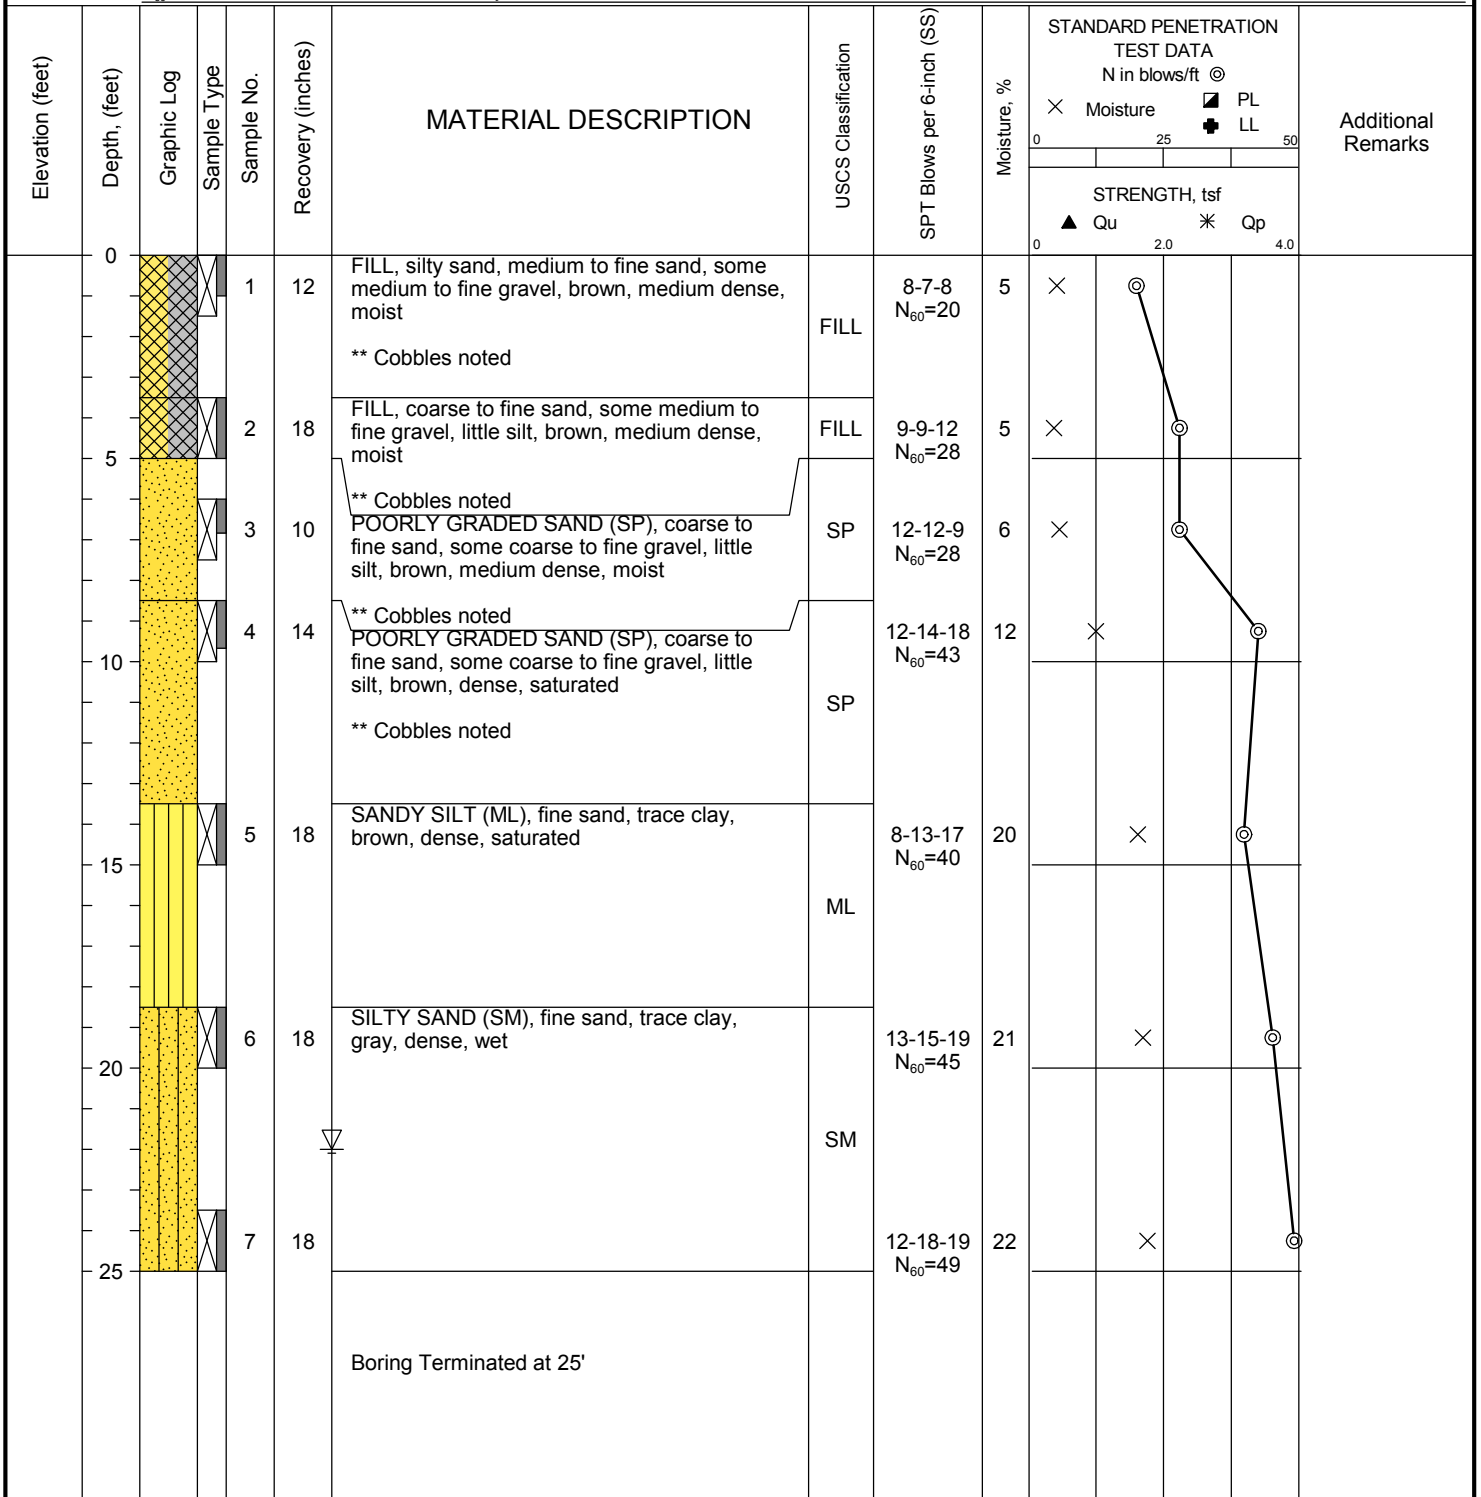 Elevation (feet)
Depth, (feet)
Graphic Log
Sample Type
Sample No.
Recovery (inches)
MATERIAL DESCRIPTION
USCS Classification
SPT Blows per 6-inch (SS)
Moisture, %
STANDARD PENETRATION
TEST DATA
N in blows/ft
Moisture
PL
LL
0 25 50
STRENGTH, tsf
Qu Qp
0 2.0 4.0
Additional
Remarks
0
1 12
FILL, silty sand, medium to fine sand, some
medium to fine gravel, brown, medium dense,
moist
** Cobbles noted
FILL
8-7-8
N60=20
5
2 18
FILL, coarse to fine sand, some medium to
fine gravel, little silt, brown, medium dense,
moist
** Cobbles noted
FILL
9-9-12
N60=28
5
5
3 10
POORLY GRADED SAND (SP), coarse to
fine sand, some coarse to fine gravel, little
silt, brown, medium dense, moist
** Cobbles noted
SP
12-12-9
N60=28
6
4 14
POORLY GRADED SAND (SP), coarse to
fine sand, some coarse to fine gravel, little
silt, brown, dense, saturated
** Cobbles noted
SP
12-14-18
N60=43
12
10
5 18
SANDY SILT (ML), fine sand, trace clay,
brown, dense, saturated
ML
8-13-17
N60=40
20
15
6 18
SILTY SAND (SM), fine sand, trace clay,
gray, dense, wet
SM
13-15-19
N60=45
21
20
7 18
12-18-19
N60=49
22
25
Boring Terminated at 25'